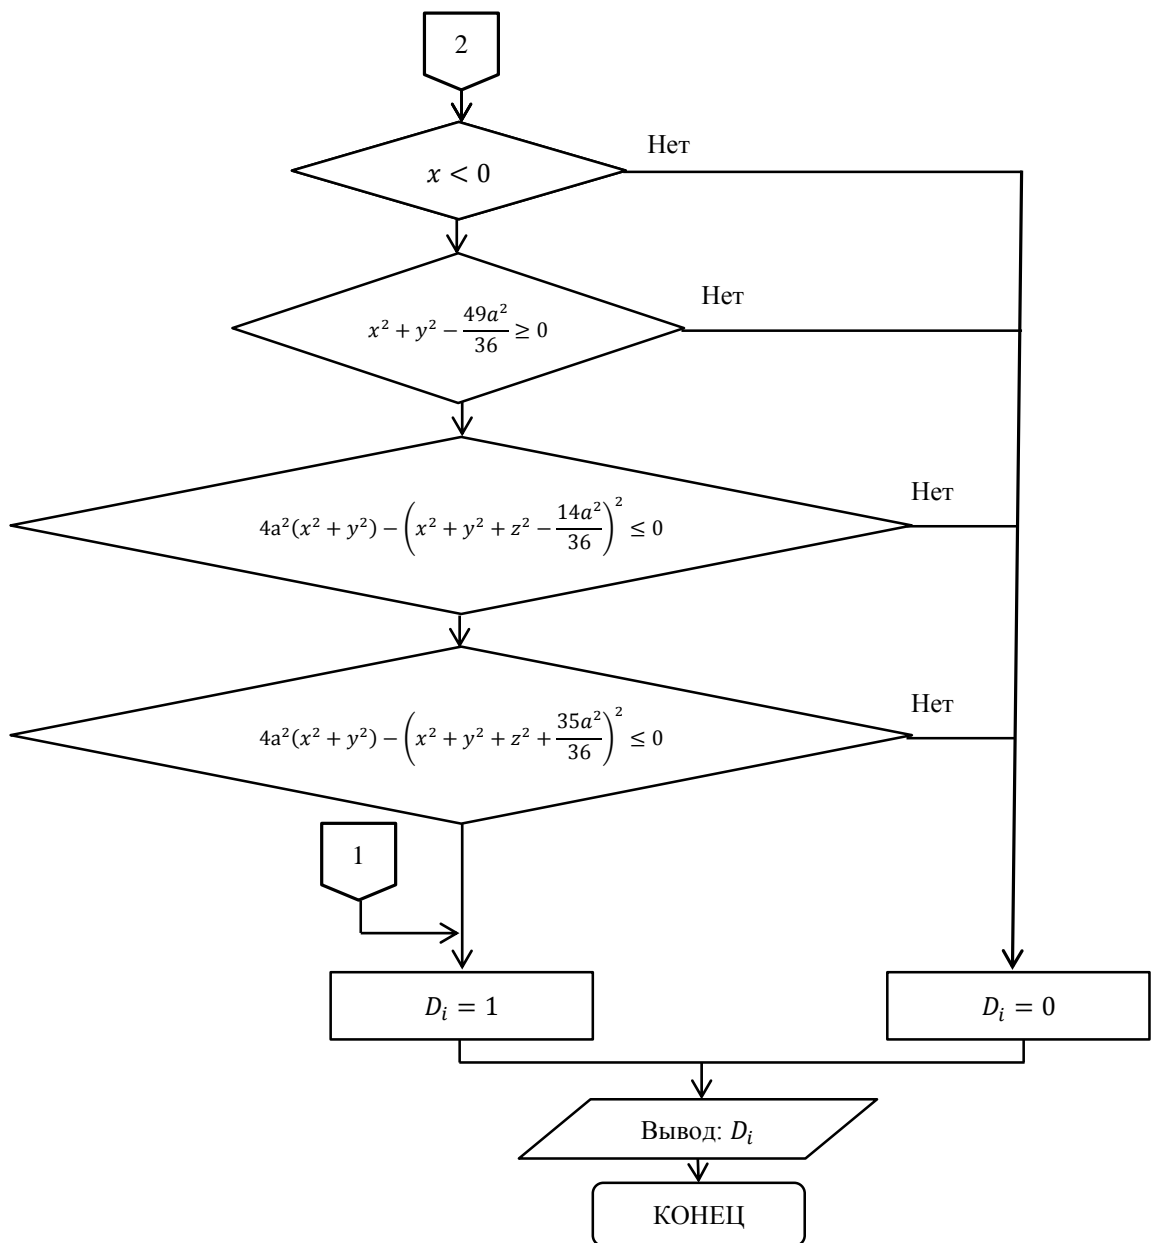 2
Нет
x < 0
Нет
x² + y² − 49a²/36 ≥ 0
Нет
4a²(x² + y²) − (x² + y² + z² − 14a²/36)² ≤ 0
Нет
4a²(x² + y²) − (x² + y² + z² + 35a²/36)² ≤ 0
1
Dᵢ = 1
Dᵢ = 0
Вывод: Dᵢ
КОНЕЦ